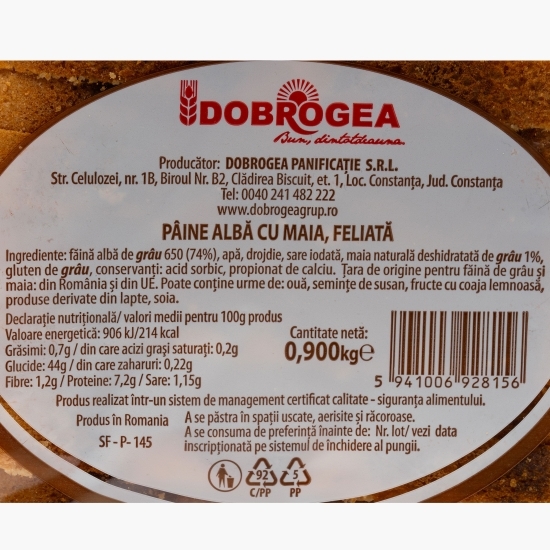 DOBROGEA
Bun, dintotdeauna.
Producător: DOBROGEA PANIFICAȚIE S.R.L.
Str. Celulozei, nr. 1B, Biroul Nr. B2, Clădirea Biscuit, et. 1, Loc. Constanța, Jud. Constanța
Tel: 0040 241 482 222
www.dobrogeagrup.ro
PÂINE ALBĂ CU MAIA, FELIATĂ
Ingrediente: făină albă de grâu 650 (74%), apă, drojdie, sare iodată, maia naturală deshidratată de grâu 1%,
gluten de grâu, conservanți: acid sorbic, propionat de calciu. Țara de origine pentru făina de grâu și
maia: din România și din UE. Poate conține urme de: ouă, semințe de susan, fructe cu coaja lemnoasă,
produse derivate din lapte, soia.
Declarație nutrițională/ valori medii pentru 100g produs
Valoare energetică: 906 kJ/214 kcal
Grăsimi: 0,7g / din care acizi grași saturați: 0,2g
Glucide: 44g / din care zaharuri: 0,22g
Fibre: 1,2g / Proteine: 7,2g / Sare: 1,15g
Cantitate netă:
0,900kg℮
5 941006 928156
Produs realizat într-un sistem de management certificat calitate - siguranța alimentului.
Produs în Romania
SF - P- 145
A se păstra în spații uscate, aerisite și răcoroase.
A se consuma de preferință înainte de: Nr. lot/ vezi data
inscripționată pe sistemul de închidere al pungii.
92
C/PP
5
PP